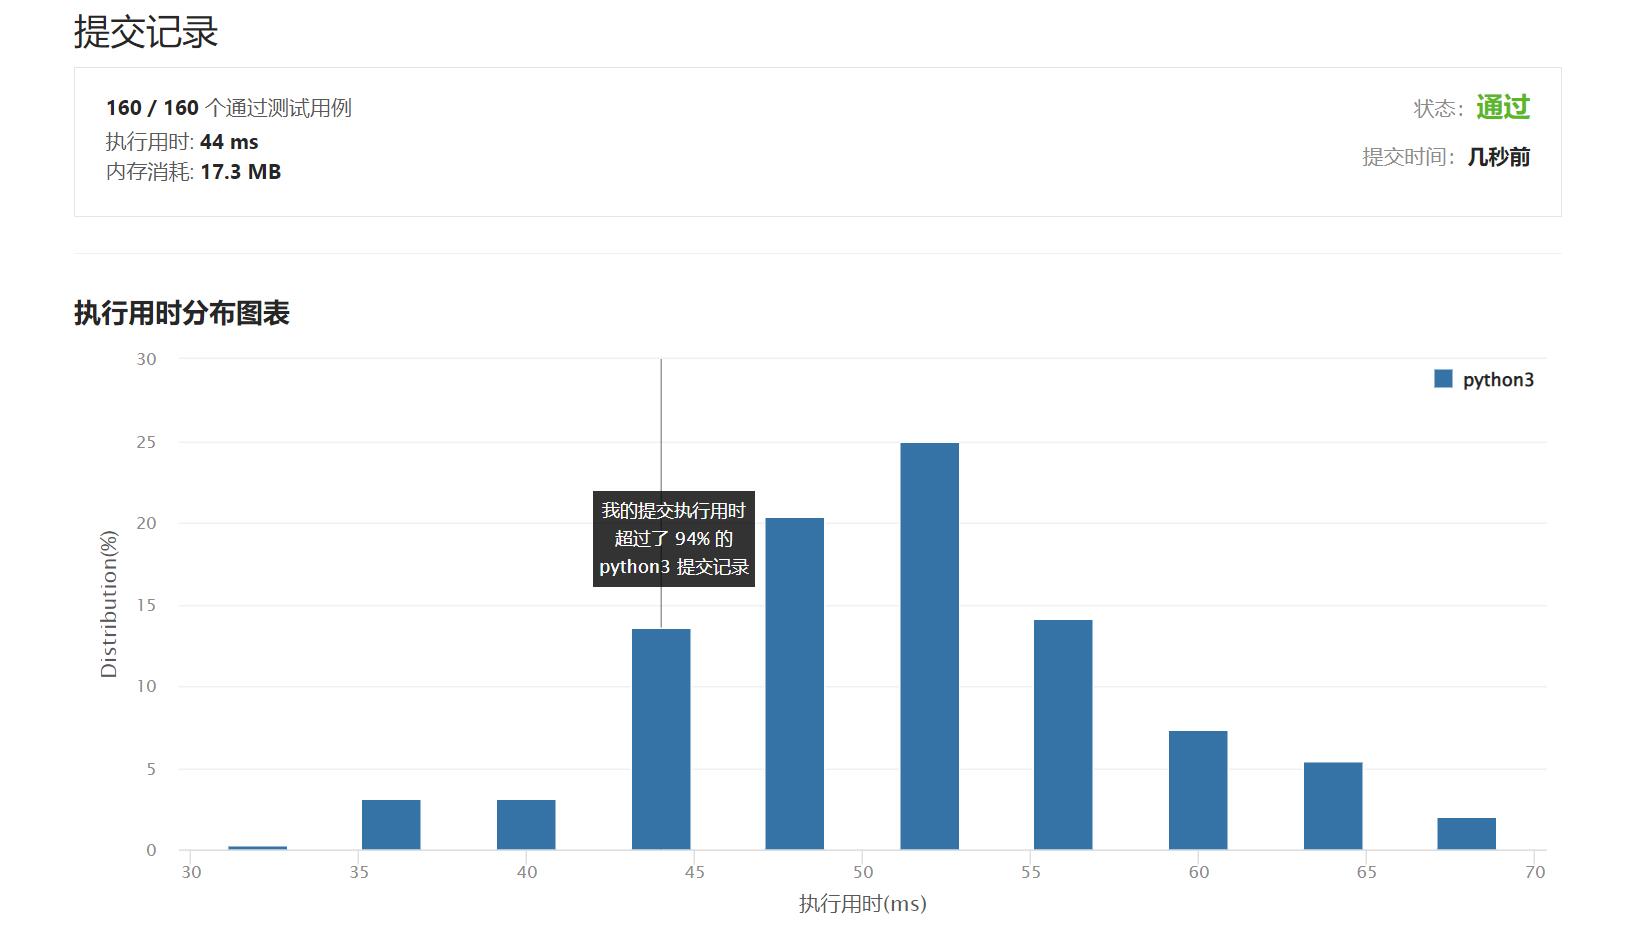 提交记录
160 / 160 个通过测试用例
状态：通过
执行用时: 44 ms
提交时间：几秒前
内存消耗: 17.3 MB
执行用时分布图表
30
python3
25
我的提交执行用时
超过了 94% 的
python3 提交记录
20
15
Distribution(%)
10
5
0
30 35 40 45 50 55 60 65 70
执行用时(ms)